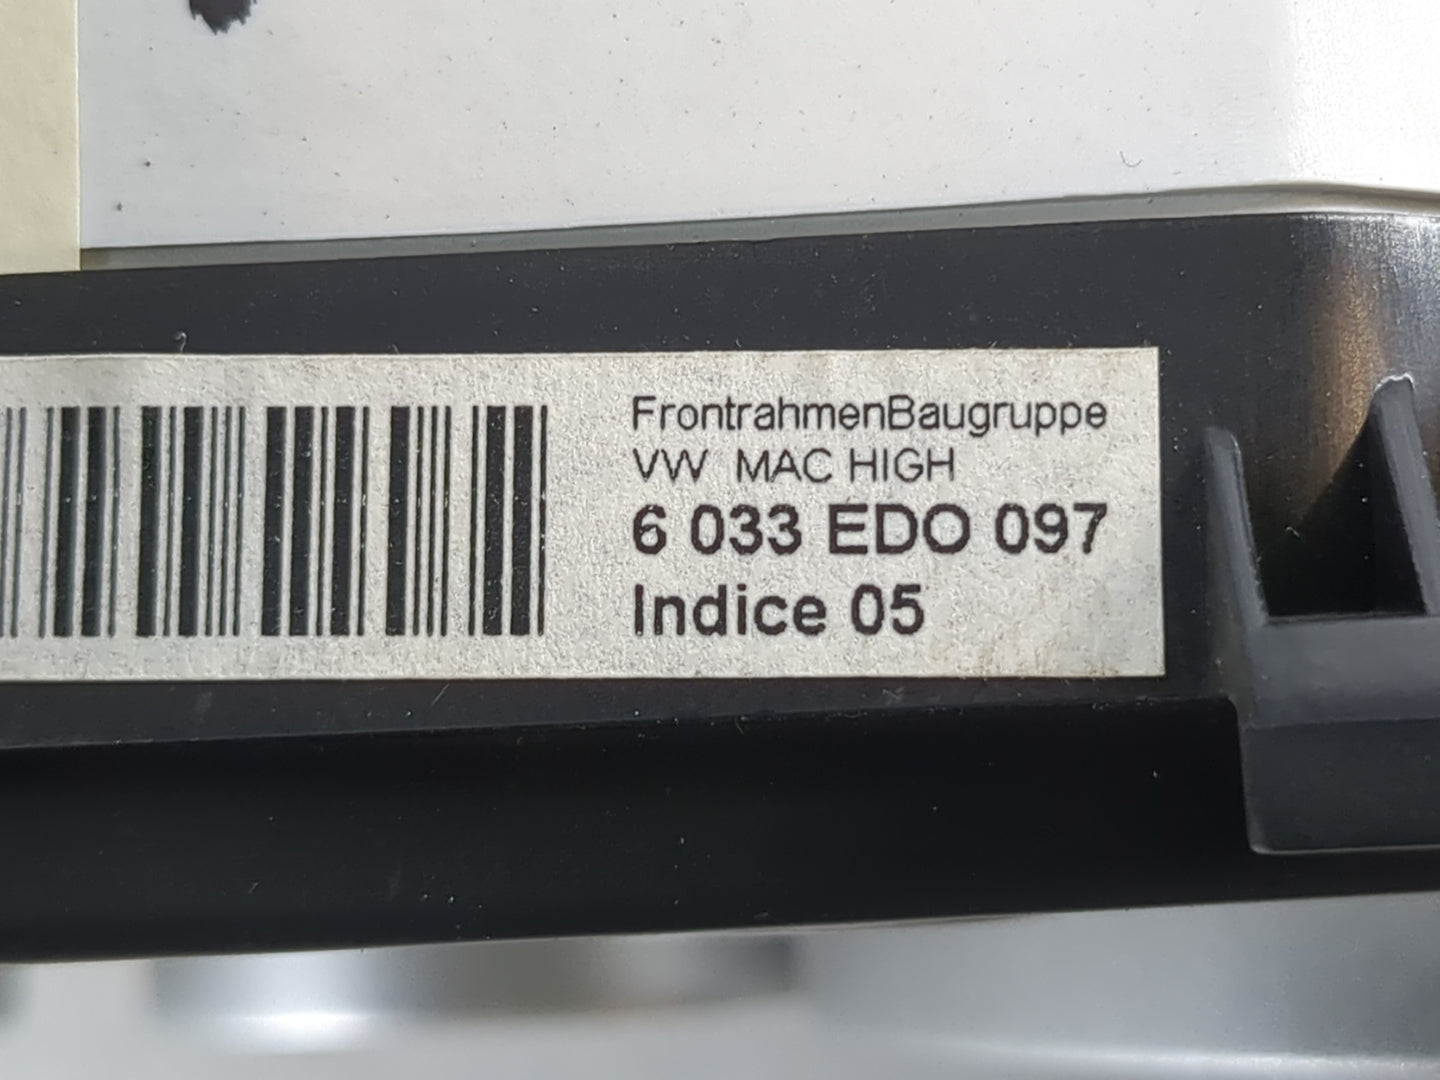 FrontrahmenBaugruppe
VW MAC HIGH
6 033 EDO 097
Indice 05